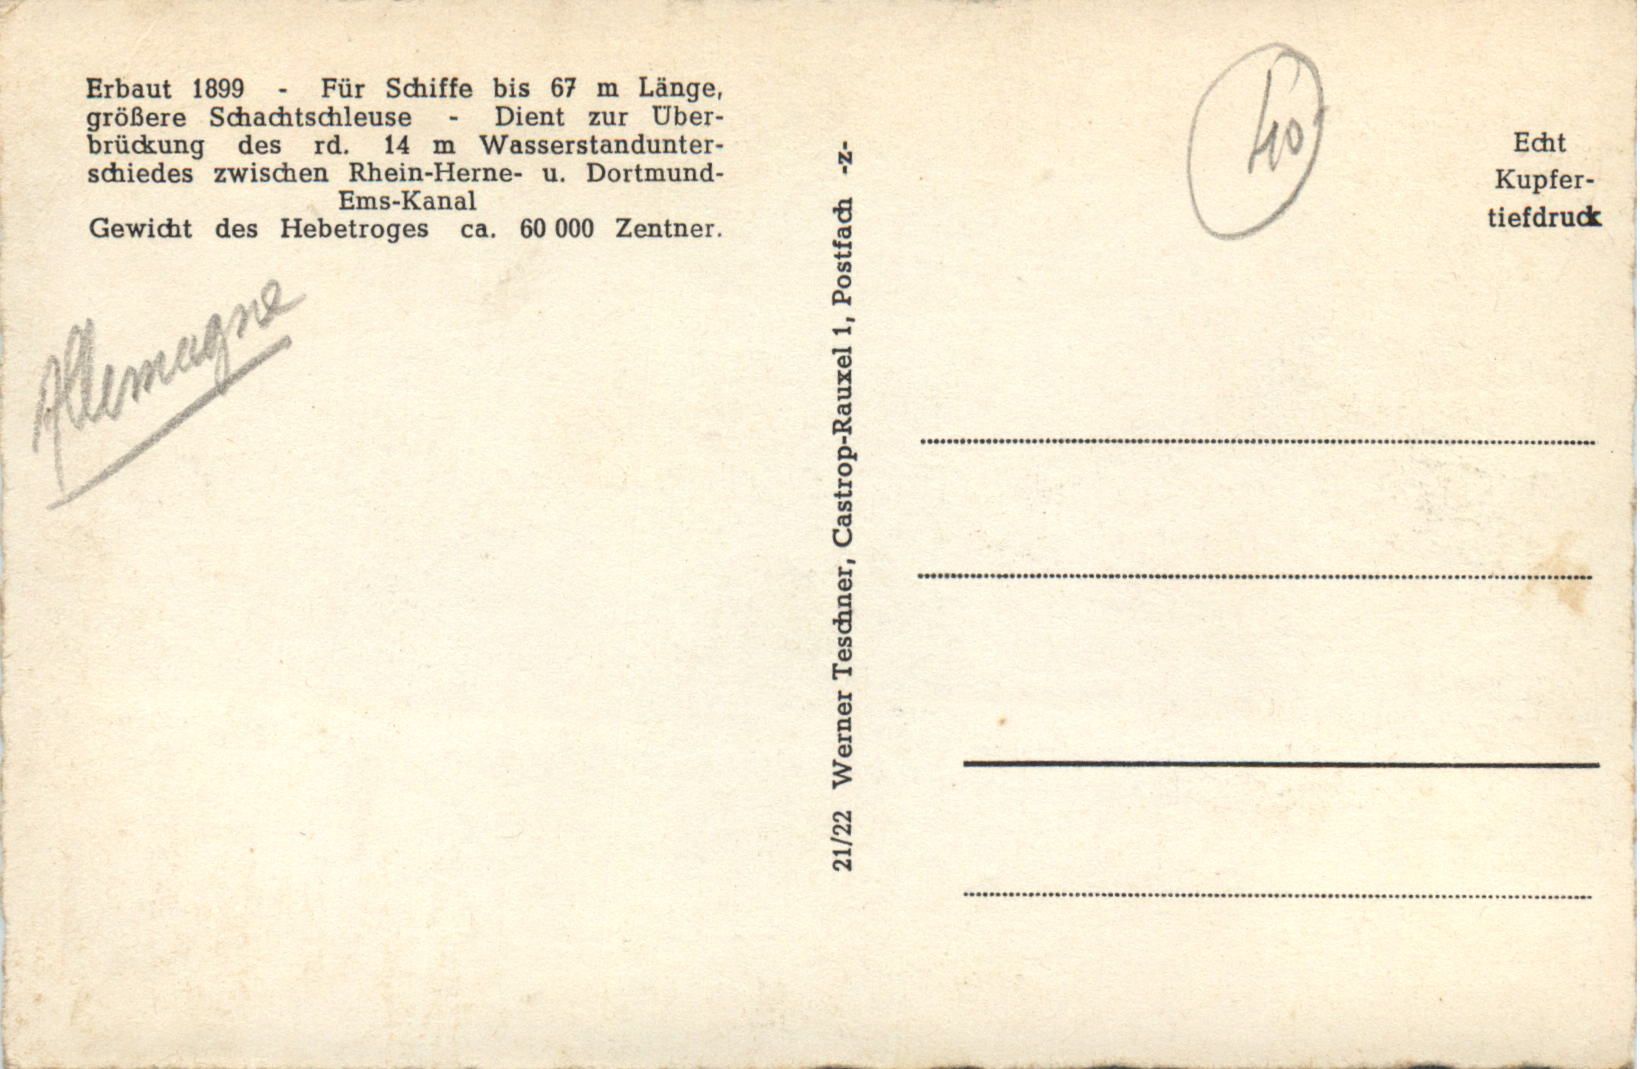 Erbaut 1899 - Für Schiffe bis 67 m Länge,
größere Schachtschleuse - Dient zur Über-
brückung des rd. 14 m Wasserstandunter-
schiedes zwischen Rhein-Herne- u. Dortmund-
Ems-Kanal
Gewicht des Hebetroges ca. 60 000 Zentner.
Allemagne
21/22 Werner Teschner, Castrop-Rauxel 1, Postfach -z-
40
Echt
Kupfer-
tiefdruck